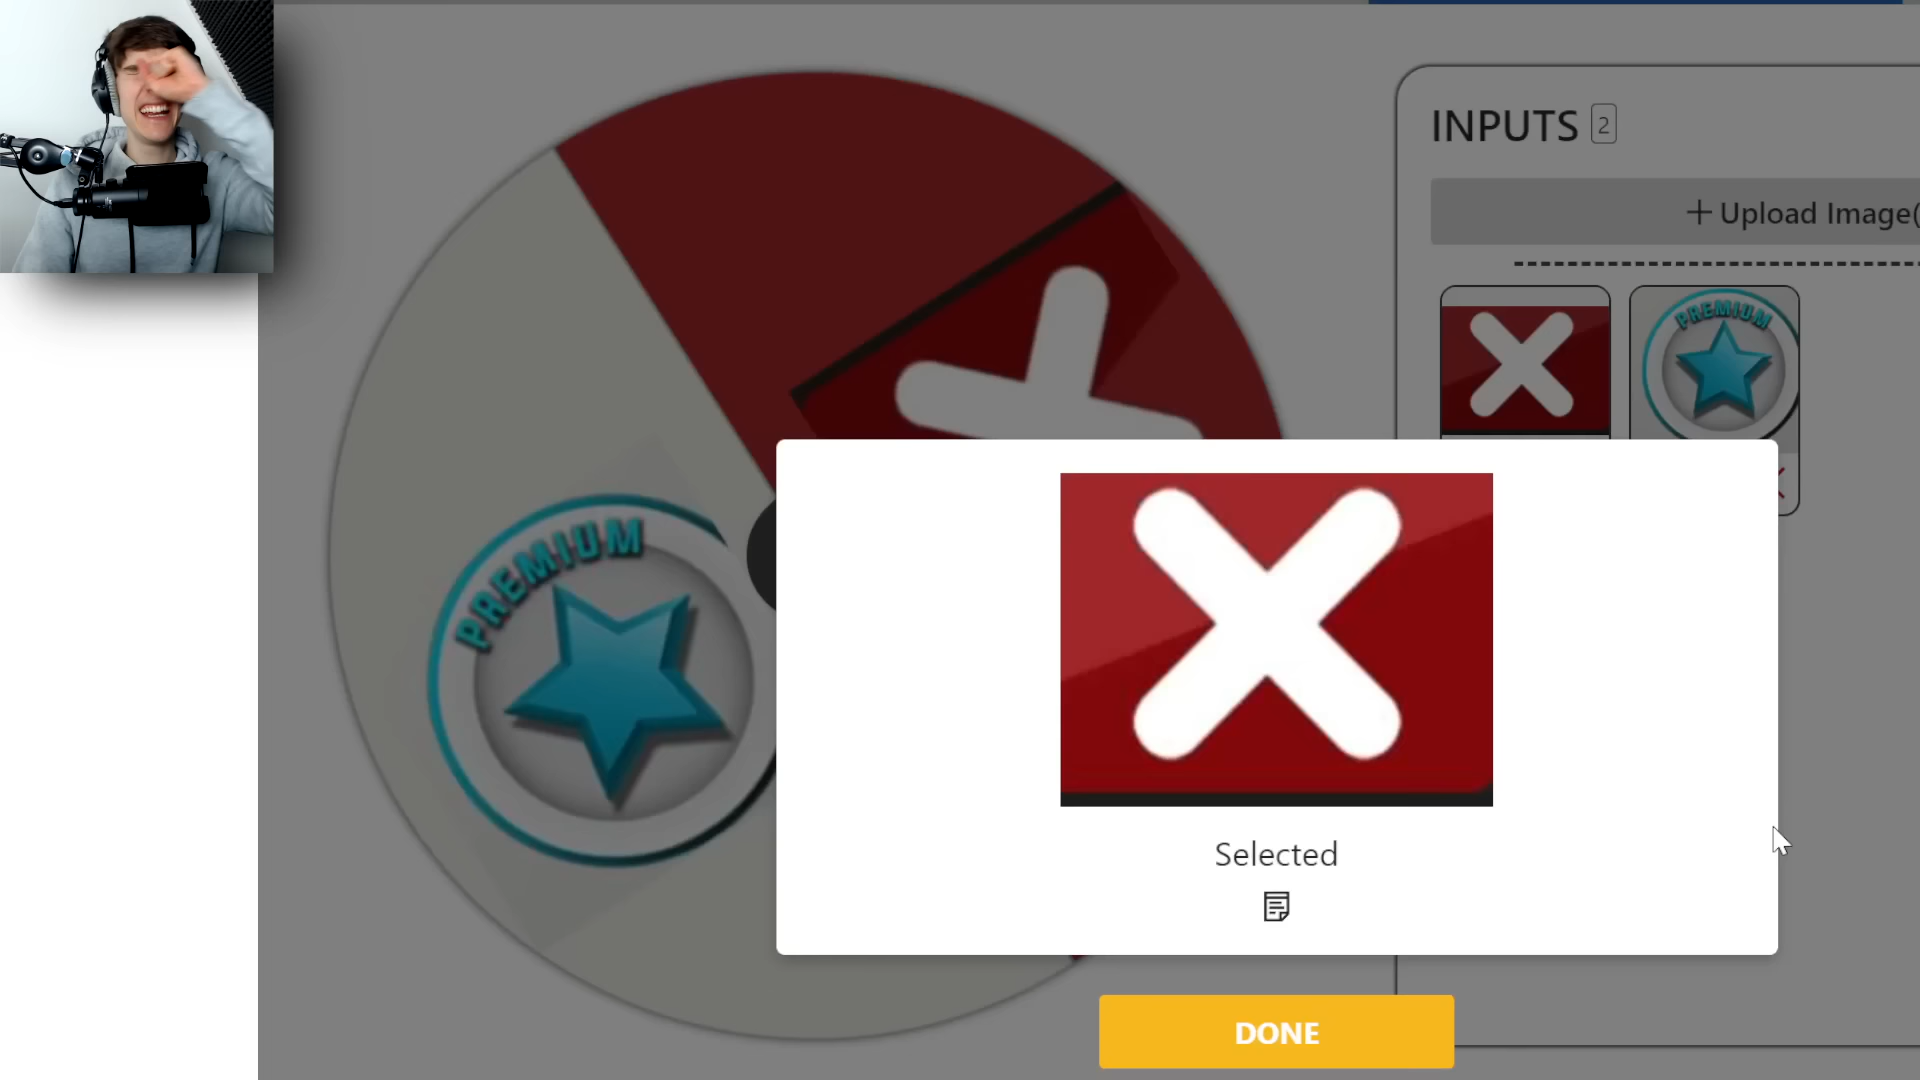 INPUTS 2
+ Upload Image(
PREMIUM
PREMIUM
Selected
DONE